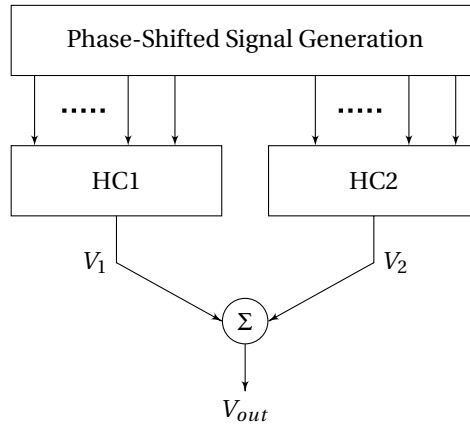 Phase-Shifted Signal Generation
HC1
HC2
V1
V2
Σ
Vout